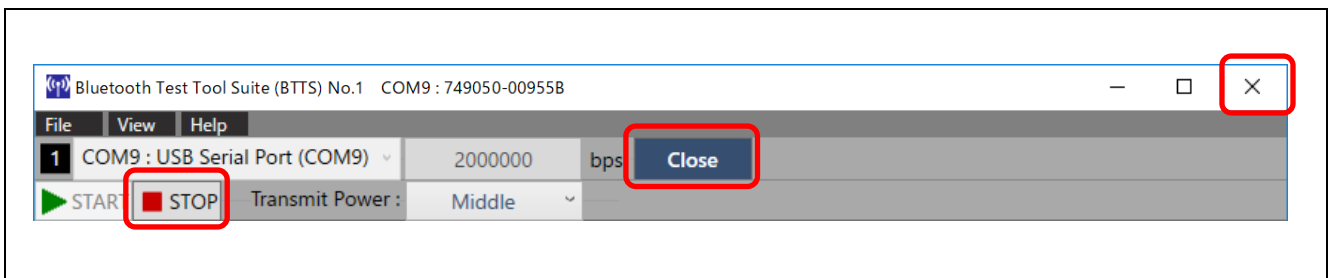 Bluetooth Test Tool Suite (BTTS) No.1 COM9 : 749050-00955B
File View Help
1 COM9 : USB Serial Port (COM9) 2000000 bps Close
START STOP Transmit Power : Middle